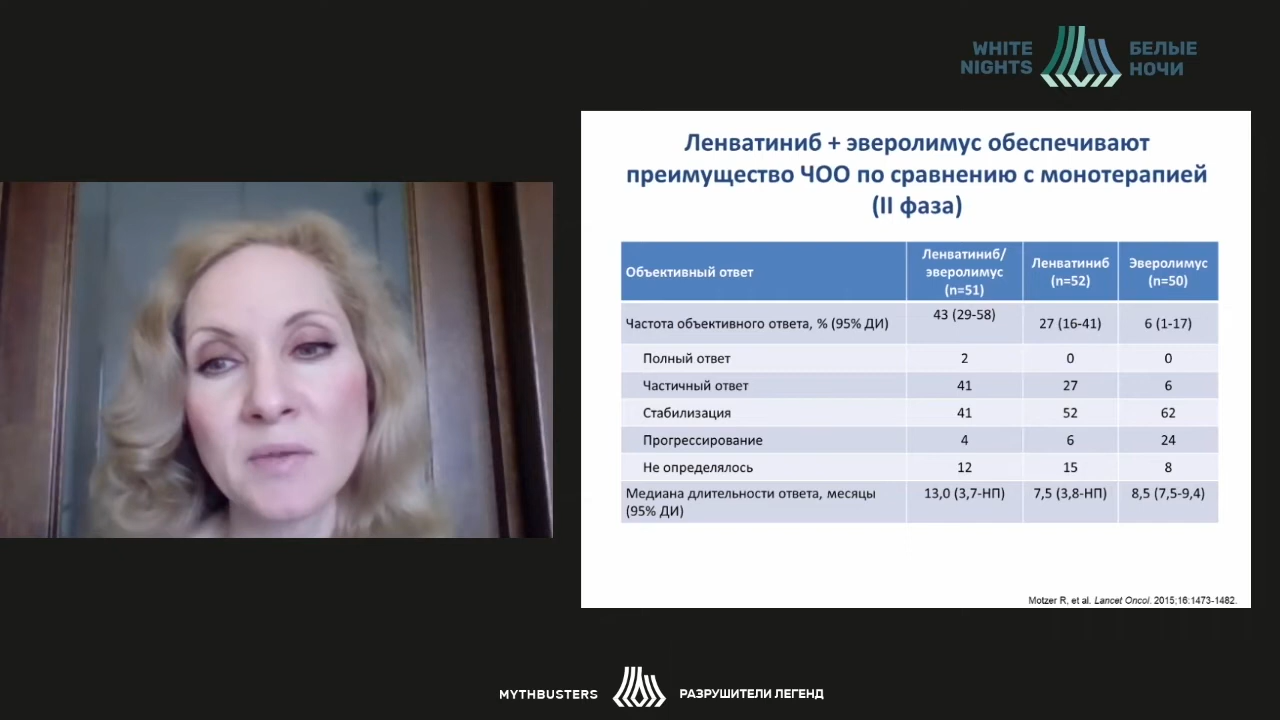 WHITE
NIGHTS
БЕЛЫЕ
НОЧИ
Ленватиниб + эверолимус обеспечивают
преимущество ЧОО по сравнению с монотерапией
(II фаза)
Объективный ответ
Ленватиниб/
эверолимус
(n=51)
Ленватиниб
(n=52)
Эверолимус
(n=50)
Частота объективного ответа, % (95% ДИ)
43 (29-58)
27 (16-41)
6 (1-17)
Полный ответ
2
0
0
Частичный ответ
41
27
6
Стабилизация
41
52
62
Прогрессирование
4
6
24
Не определялось
12
15
8
Медиана длительности ответа, месяцы
(95% ДИ)
13,0 (3,7-НП)
7,5 (3,8-НП)
8,5 (7,5-9,4)
Motzer R, et al. Lancet Oncol. 2015;16:1473-1482.
MYTHBUSTERS
РАЗРУШИТЕЛИ ЛЕГЕНД